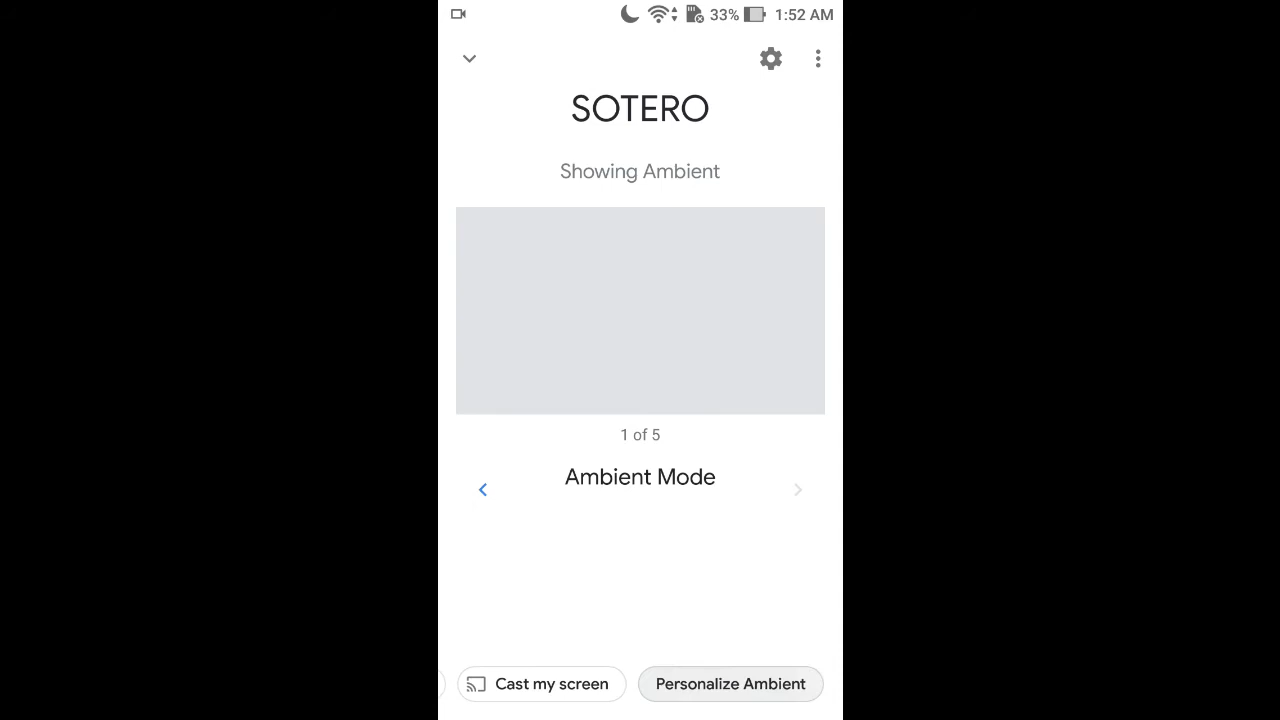 33% 1:52 AM
SOTERO
Showing Ambient
1 of 5
Ambient Mode
Cast my screen Personalize Ambient